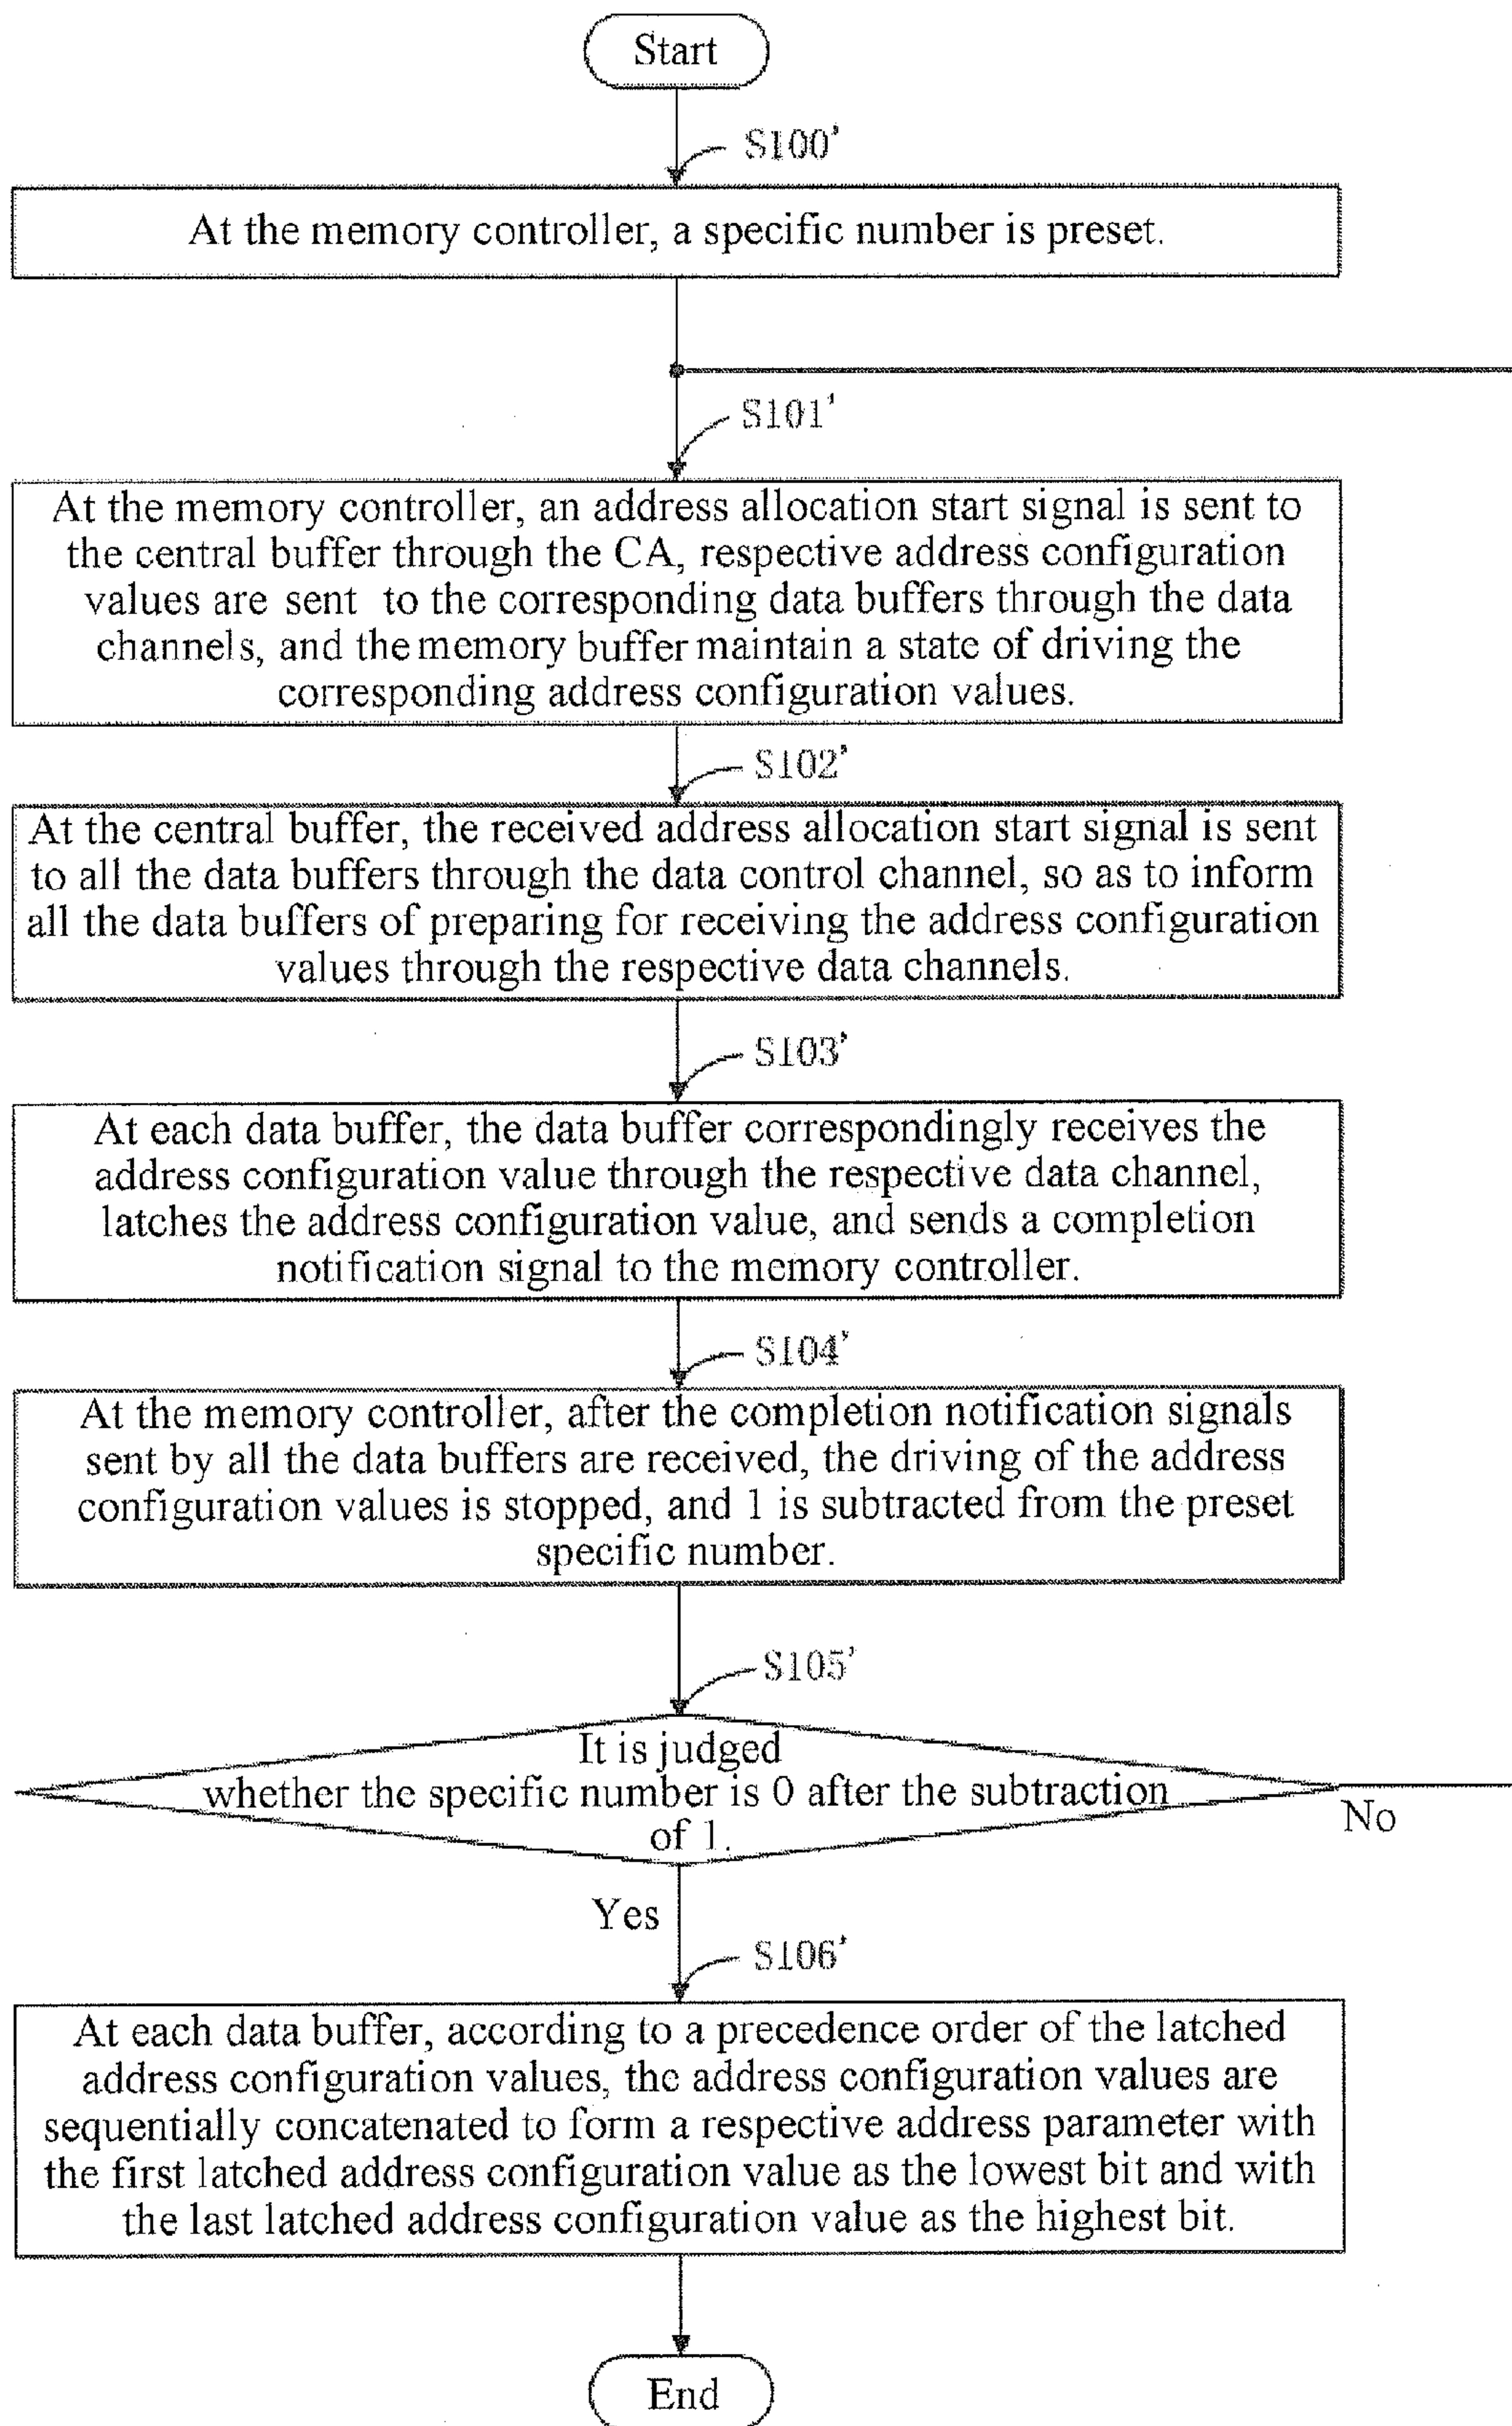 Start
S100'
At the memory controller, a specific number is preset.
S101'
At the memory controller, an address allocation start signal is sent to
the central buffer through the CA, respective address configuration
values are sent to the corresponding data buffers through the data
channels, and the memory buffer maintain a state of driving the
corresponding address configuration values.
S102'
At the central buffer, the received address allocation start signal is sent
to all the data buffers through the data control channel, so as to inform
all the data buffers of preparing for receiving the address configuration
values through the respective data channels.
S103'
At each data buffer, the data buffer correspondingly receives the
address configuration value through the respective data channel,
latches the address configuration value, and sends a completion
notification signal to the memory controller.
S104'
At the memory controller, after the completion notification signals
sent by all the data buffers are received, the driving of the address
configuration values is stopped, and 1 is subtracted from the preset
specific number.
S105'
It is judged
whether the specific number is 0 after the subtraction
of 1.
No
Yes
S106'
At each data buffer, according to a precedence order of the latched
address configuration values, the address configuration values are
sequentially concatenated to form a respective address parameter with
the first latched address configuration value as the lowest bit and with
the last latched address configuration value as the highest bit.
End